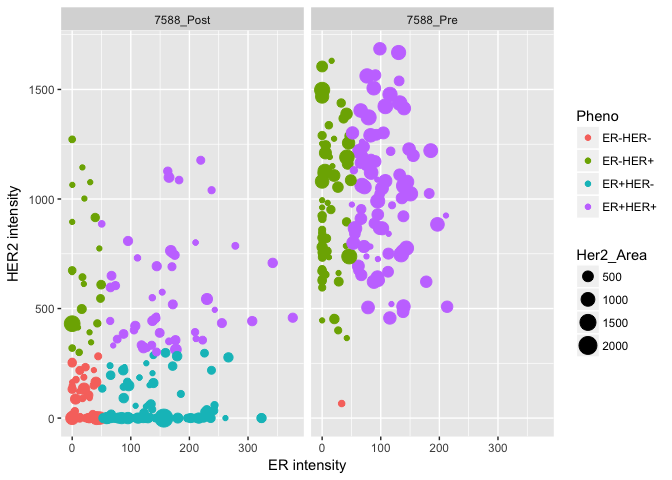 7588_Post
7588_Pre
HER2 intensity
1500
1000
500
0
0
100
200
300
0
100
200
300
ER intensity
Pheno
ER-HER-
ER-HER+
ER+HER-
ER+HER+
Her2_Area
500
1000
1500
2000